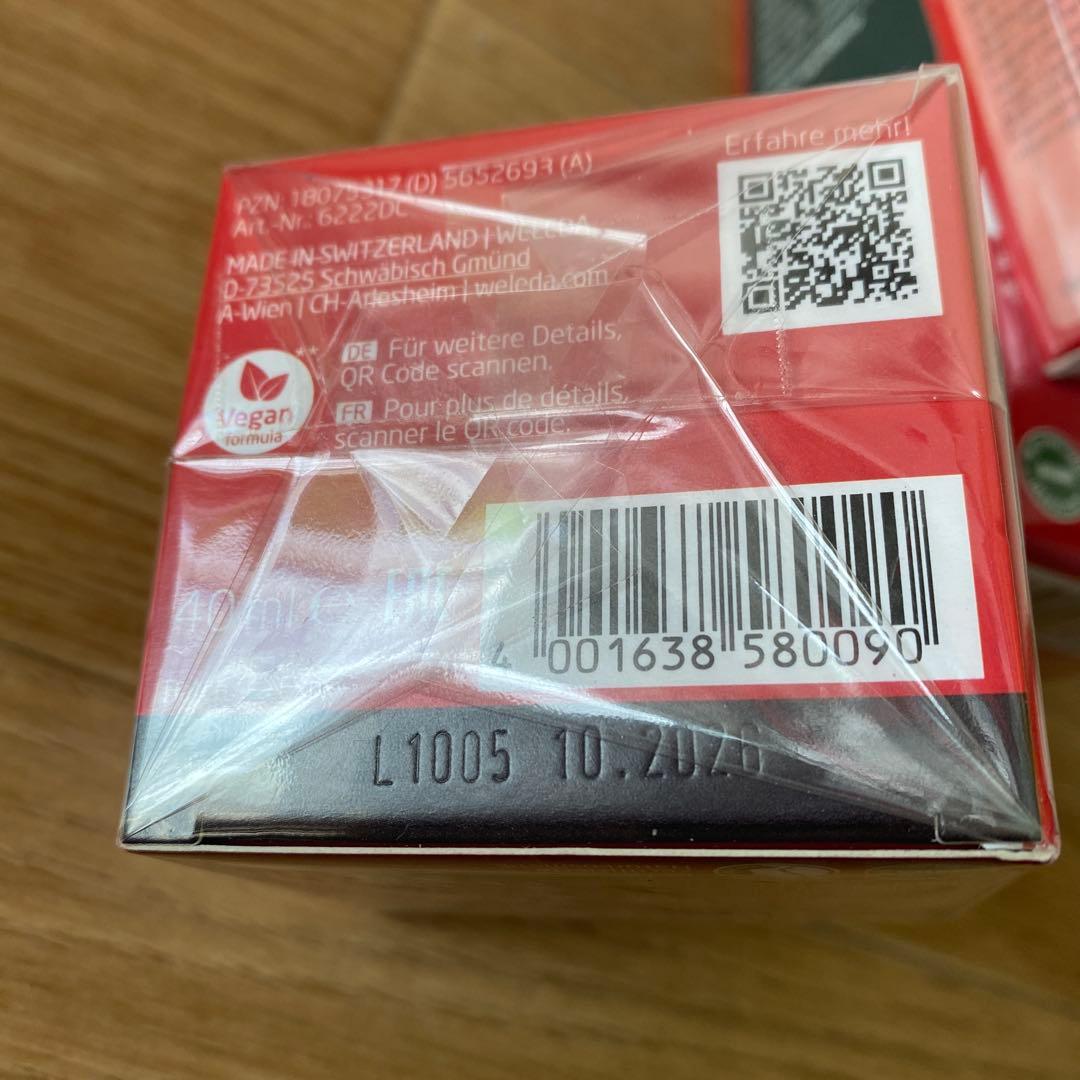 Erfahre mehr!
PZN: (D) 5652693 (A)
Art.-Nr.: 6222DC
MADE IN SWITZERLAND | WELEDA
D-73525 Schwäbisch Gmünd
A-Wien | CH-Arlesheim | weleda.com
**
Vegan
formula
DE Für weitere Details,
QR Code scannen.
FR Pour plus de détails,
scanner le QR code.
40 ml ℮
4 001638 580090
L1005 10.2026